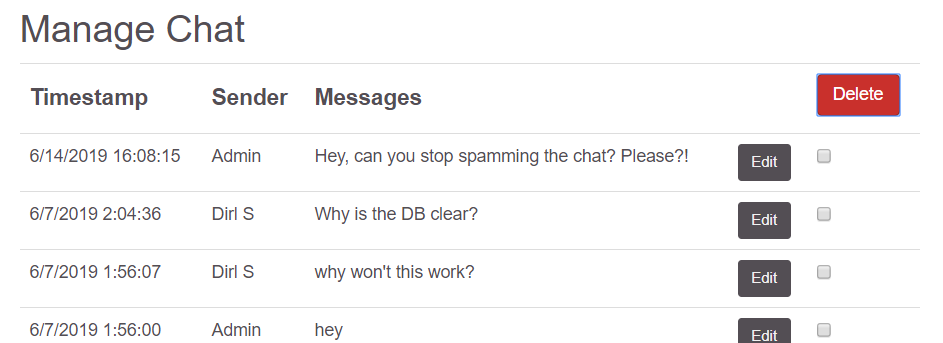 Manage Chat
Timestamp Sender Messages Delete
6/14/2019 16:08:15 Admin Hey, can you stop spamming the chat? Please?! Edit
6/7/2019 2:04:36 Dirl S Why is the DB clear? Edit
6/7/2019 1:56:07 Dirl S why won't this work? Edit
6/7/2019 1:56:00 Admin hey Edit